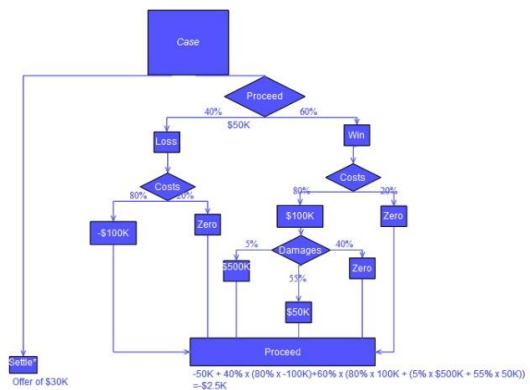 Case
Proceed
40%
60%
$50K
Loss
Win
Costs
Costs
80%
20%
80%
20%
-$100K
Zero
$100K
Zero
Damages
5%
40%
$500K
Zero
55%
$50K
Proceed
Settle*
Offer of $30K
-50K + 40% x (80% x -100K)+60% x (80% x 100K + (5% x $500K + 55% x 50K))
=-$2.5K